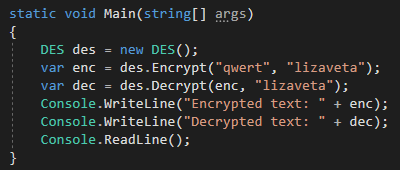 static void Main(string[] args)
{
    DES des = new DES();
    var enc = des.Encrypt("qwert", "lizaveta");
    var dec = des.Decrypt(enc, "lizaveta");
    Console.WriteLine("Encrypted text: " + enc);
    Console.WriteLine("Decrypted text: " + dec);
    Console.ReadLine();
}